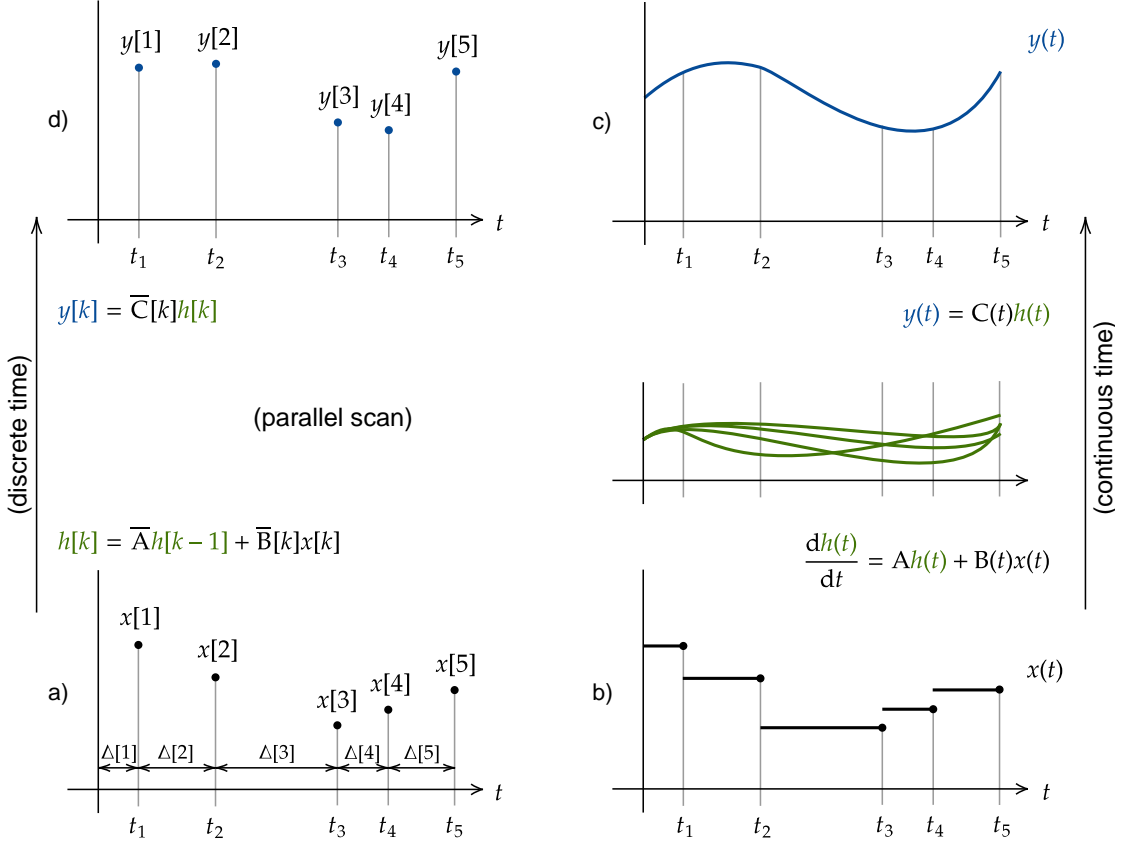 y[1] y[2] y[3] y[4] y[5]
d)
t
t₁ t₂ t₃ t₄ t₅
y[k] = C̅[k]h[k]
(discrete time)
(parallel scan)
h[k] = A̅h[k − 1] + B̅[k]x[k]
x[1] x[2] x[3] x[4] x[5]
a)
Δ[1] Δ[2] Δ[3] Δ[4] Δ[5]
t
t₁ t₂ t₃ t₄ t₅
y(t)
c)
t
t₁ t₂ t₃ t₄ t₅
y(t) = C(t)h(t)
(continuous time)
dh(t)/dt = Ah(t) + B(t)x(t)
x(t)
b)
t
t₁ t₂ t₃ t₄ t₅